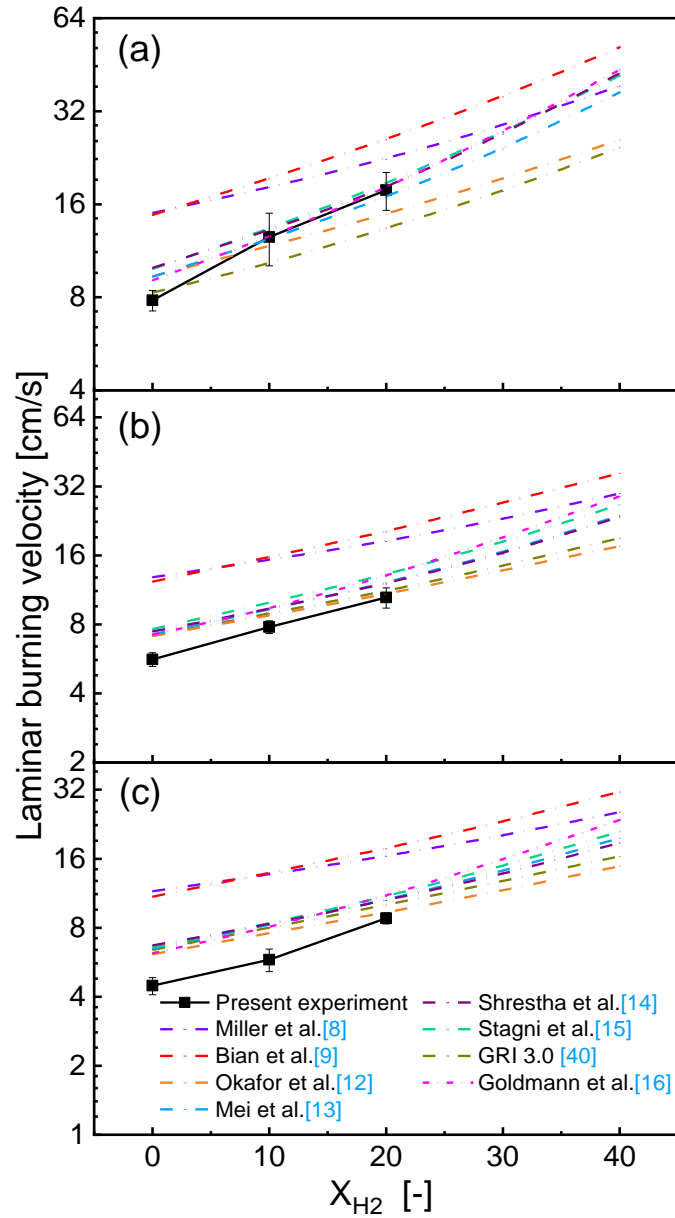 (a)
64
32
16
8
4
(b)
64
32
16
8
4
2
(c)
32
16
8
4
2
1
0 10 20 30 40
Laminar burning velocity [cm/s]
X_H2 [-]
Present experiment
Miller et al.[8]
Bian et al.[9]
Okafor et al.[12]
Mei et al.[13]
Shrestha et al.[14]
Stagni et al.[15]
GRI 3.0 [40]
Goldmann et al.[16]